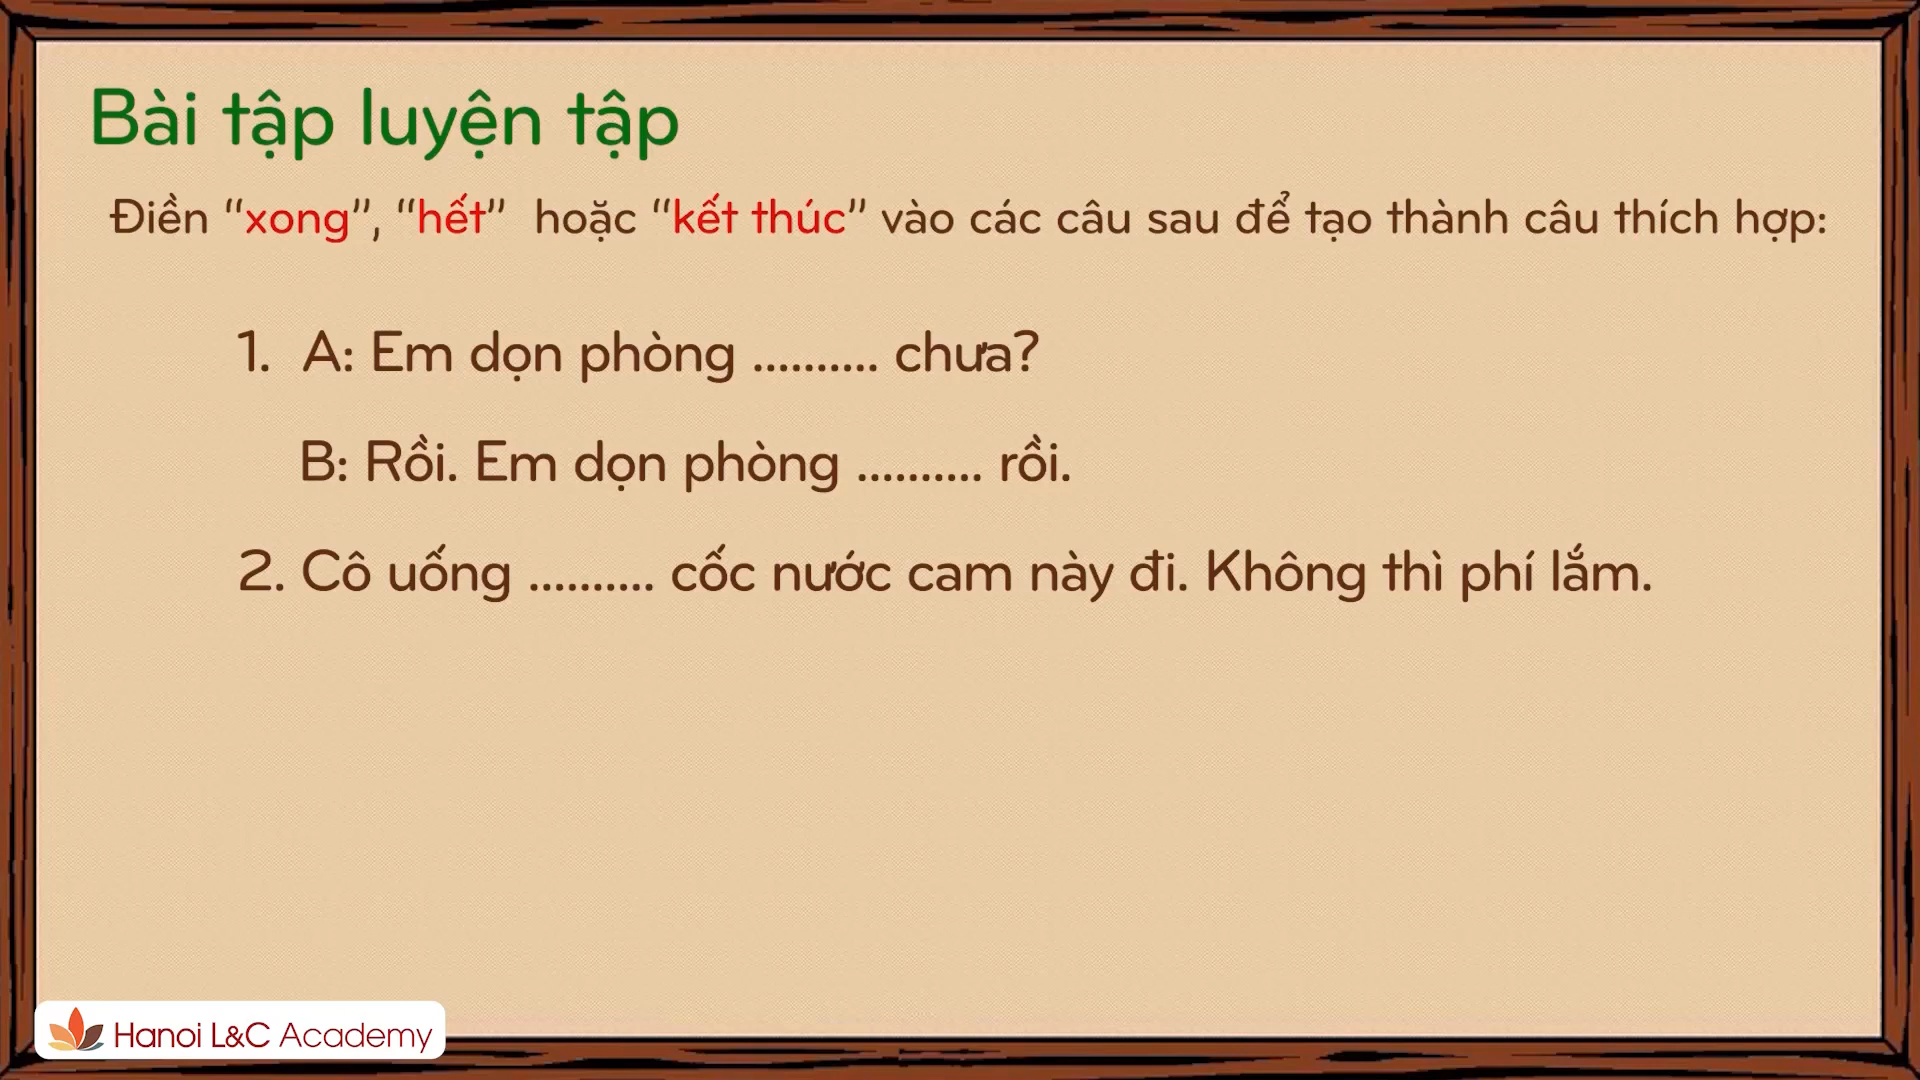 Bài tập luyện tập
Điền “xong”, “hết” hoặc “kết thúc” vào các câu sau để tạo thành câu thích hợp:
1. A: Em dọn phòng .......... chưa?
B: Rồi. Em dọn phòng .......... rồi.
2. Cô uống .......... cốc nước cam này đi. Không thì phí lắm.
Hanoi L&C Academy